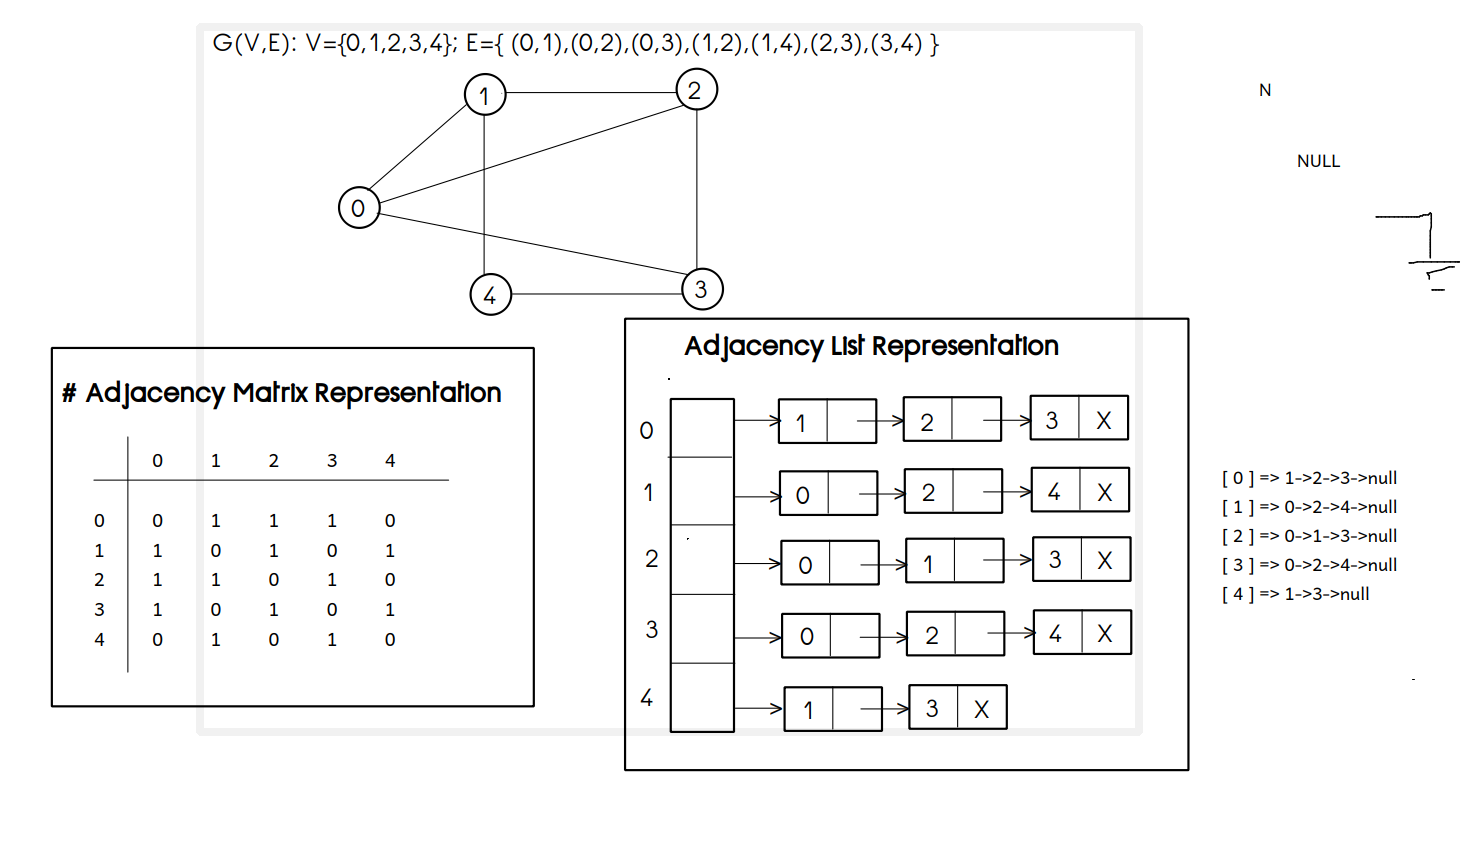 G(V,E): V={0,1,2,3,4}; E={ (0,1),(0,2),(0,3),(1,2),(1,4),(2,3),(3,4) }
1
2
0
4
3
N
NULL
# Adjacency Matrix Representation
0 1 2 3 4
0 0 1 1 1 0
1 1 0 1 0 1
2 1 1 0 1 0
3 1 0 1 0 1
4 0 1 0 1 0
Adjacency List Representation
0 1 2 3 X
1 0 2 4 X
2 0 1 3 X
3 0 2 4 X
4 1 3 X
[ 0 ] => 1->2->3->null
[ 1 ] => 0->2->4->null
[ 2 ] => 0->1->3->null
[ 3 ] => 0->2->4->null
[ 4 ] => 1->3->null